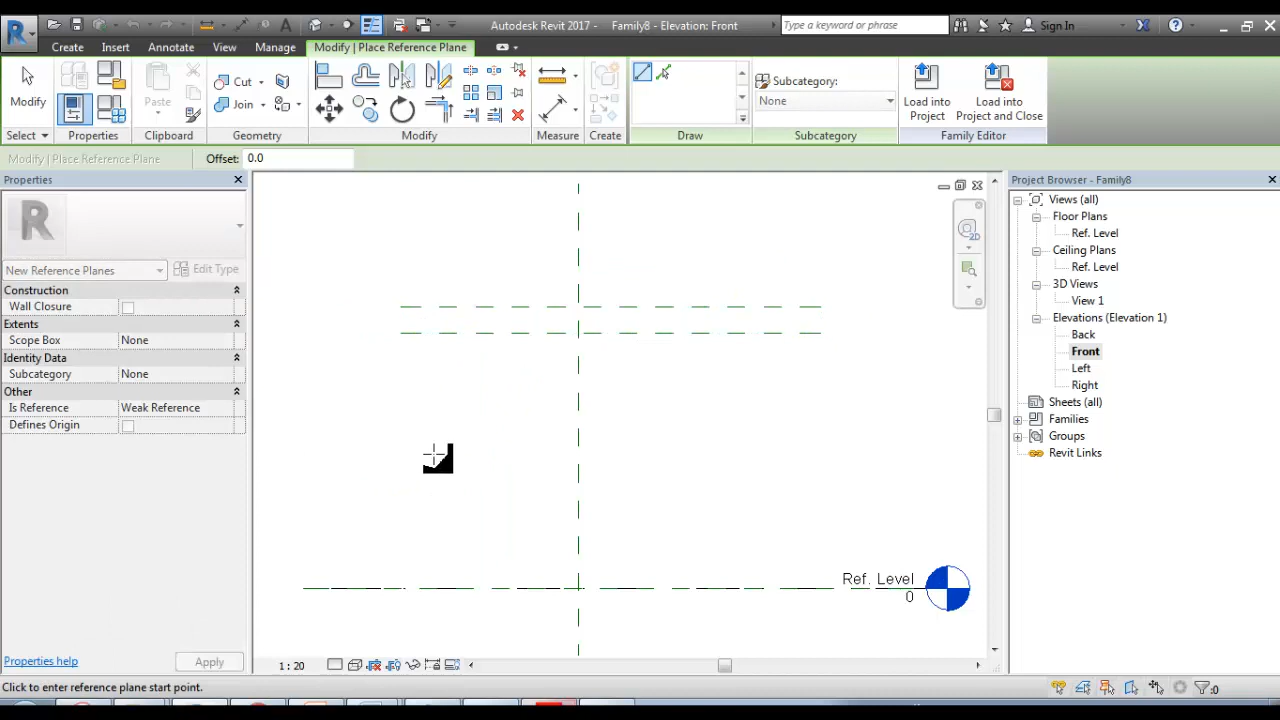 Autodesk Revit 2017 - Family8 - Elevation: Front
Type a keyword or phrase
Sign In
Create Insert Annotate View Manage Modify | Place Reference Plane
Modify
Paste
Cut
Join
Create
Load into
Project
Load into
Project and Close
Subcategory:
None
Select Properties Clipboard Geometry Modify Measure Draw Subcategory Family Editor
Modify | Place Reference Plane Offset: 0.0
Properties
R
New Reference Planes Edit Type
Construction
Wall Closure
Extents
Scope Box None
Identity Data
Subcategory None
Other
Is Reference Weak Reference
Defines Origin
Properties help Apply
2D
Ref. Level
0
1 : 20
Project Browser - Family8
Views (all)
Floor Plans
Ref. Level
Ceiling Plans
Ref. Level
3D Views
View 1
Elevations (Elevation 1)
Back
Front
Left
Right
Sheets (all)
Families
Groups
Revit Links
Click to enter reference plane start point.
:0